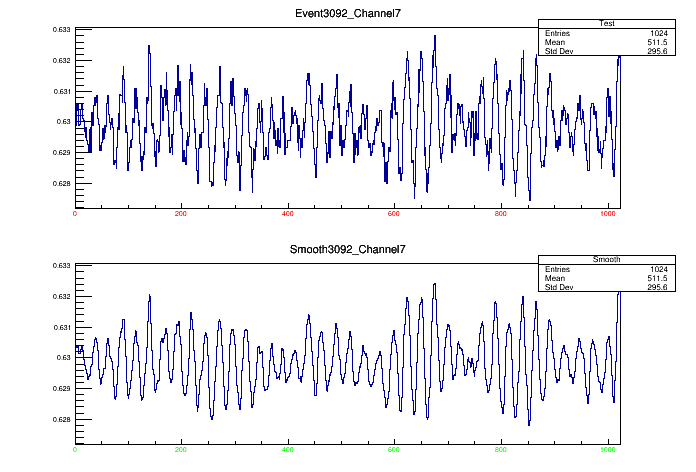 Event3092_Channel7
Test
Entries 1024
Mean 511.5
Std Dev 295.6
0.633
0.632
0.631
0.63
0.629
0.628
0 200 400 600 800 1000
Smooth3092_Channel7
Smooth
Entries 1024
Mean 511.5
Std Dev 295.6
0.633
0.632
0.631
0.63
0.629
0.628
0 200 400 600 800 1000